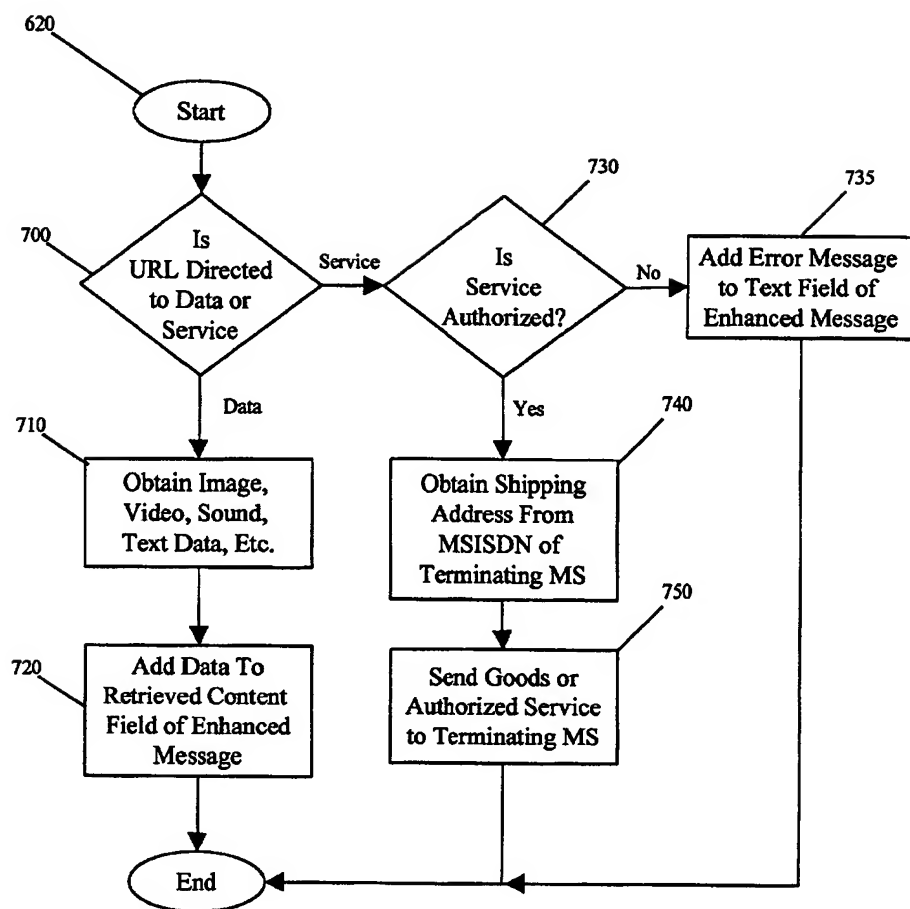 620
Start
700
Is
URL Directed
to Data or
Service
Service
730
Is
Service
Authorized?
No
735
Add Error Message
to Text Field of
Enhanced Message
Data
Yes
710
Obtain Image,
Video, Sound,
Text Data, Etc.
740
Obtain Shipping
Address From
MSISDN of
Terminating MS
720
Add Data To
Retrieved Content
Field of Enhanced
Message
750
Send Goods or
Authorized Service
to Terminating MS
End